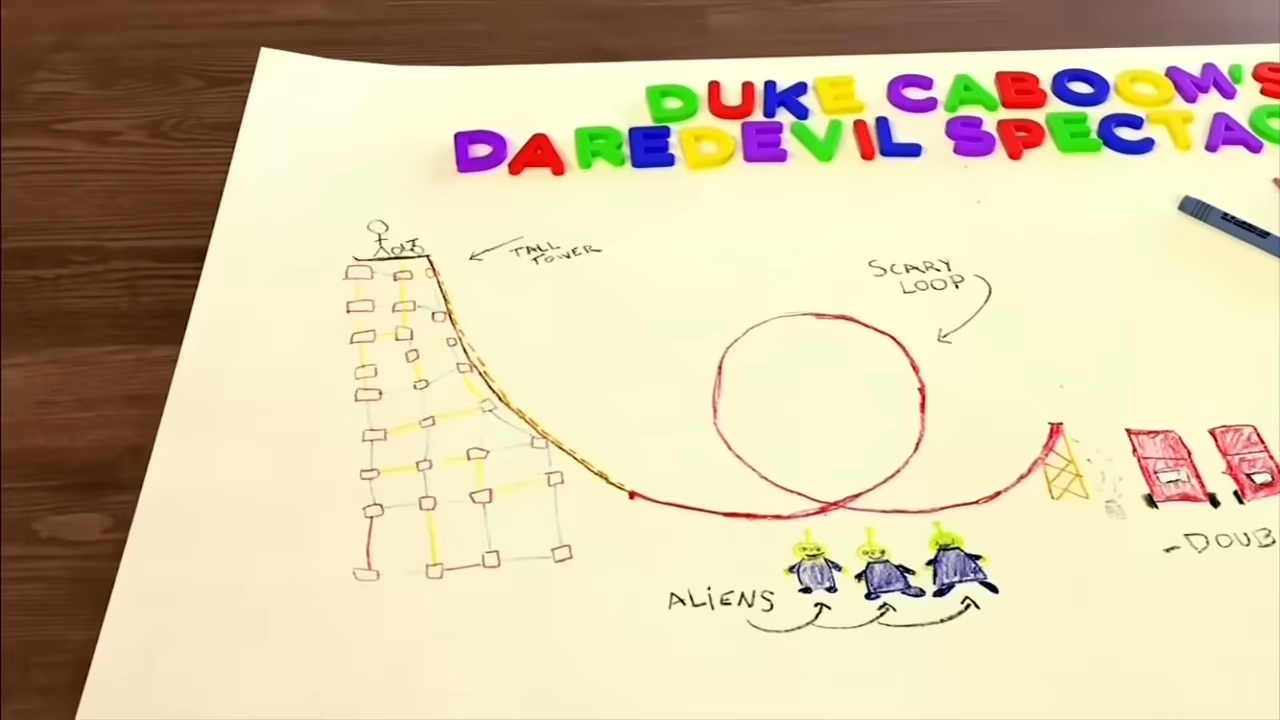 DUKE CABOOM'S
DAREDEVIL SPECTAC
TALL
TOWER
SCARY
LOOP
ALIENS
-DOUB